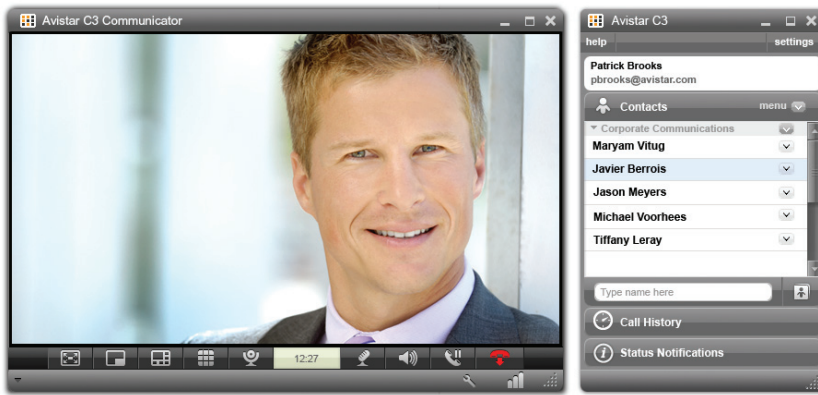 Avistar C3 Communicator
12:27
Avistar C3
help settings
Patrick Brooks
pbrooks@avistar.com
Contacts menu
Corporate Communications
Maryam Vitug
Javier Berrois
Jason Meyers
Michael Voorhees
Tiffany Leray
Type name here
Call History
Status Notifications